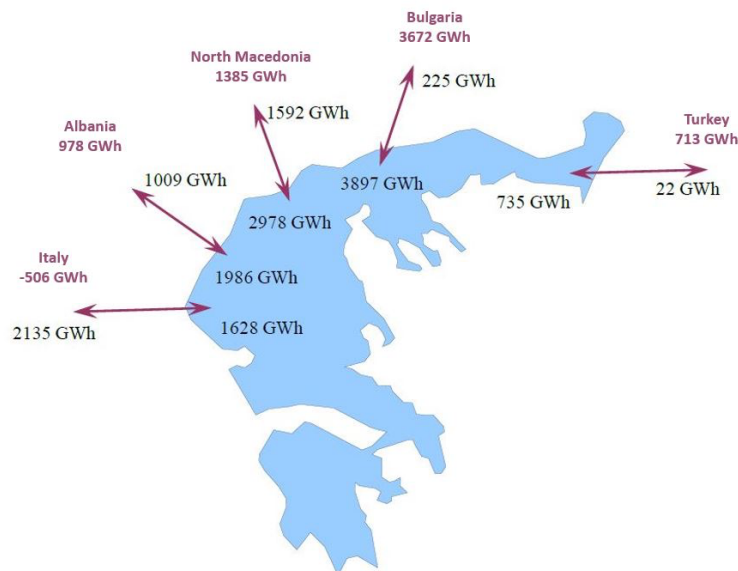 Bulgaria
3672 GWh
225 GWh
North Macedonia
1385 GWh
1592 GWh
Albania
978 GWh
1009 GWh
Turkey
713 GWh
22 GWh
735 GWh
3897 GWh
2978 GWh
1986 GWh
Italy
-506 GWh
2135 GWh
1628 GWh